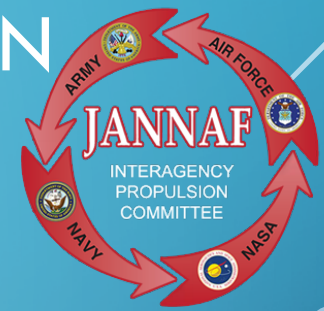 N
ARMY
AIR FORCE
JANNAF
INTERAGENCY
PROPULSION
COMMITTEE
NAVY
NASA